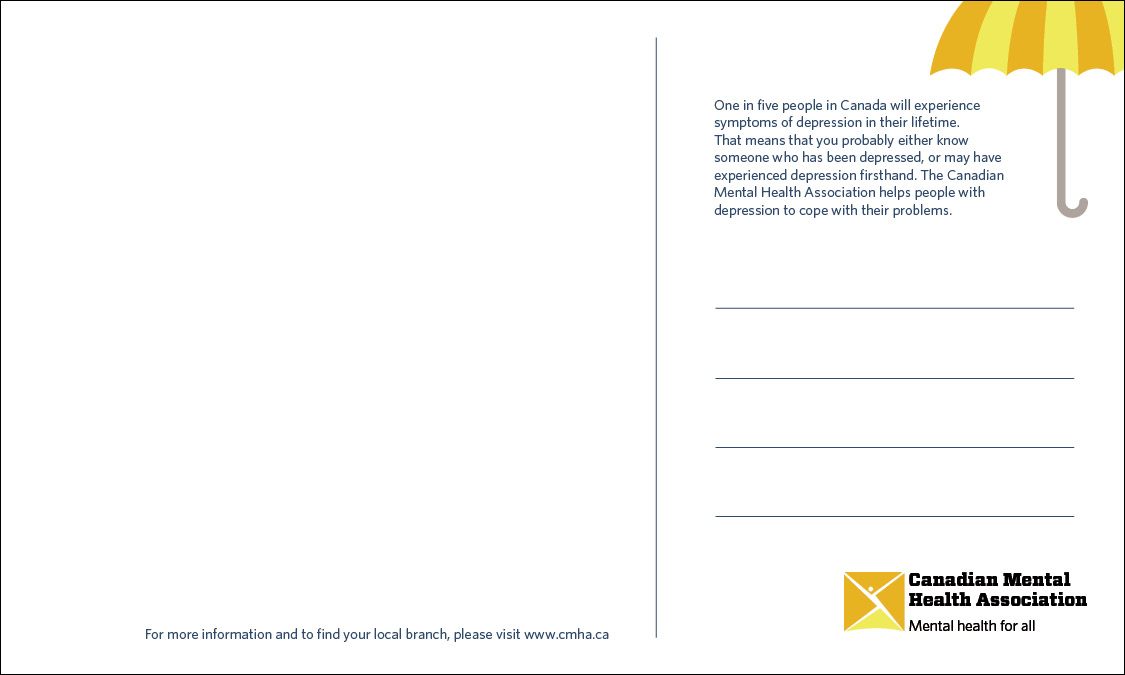 One in five people in Canada will experience
symptoms of depression in their lifetime.
That means that you probably either know
someone who has been depressed, or may have
experienced depression firsthand. The Canadian
Mental Health Association helps people with
depression to cope with their problems.
Canadian Mental
Health Association
Mental health for all
For more information and to find your local branch, please visit www.cmha.ca